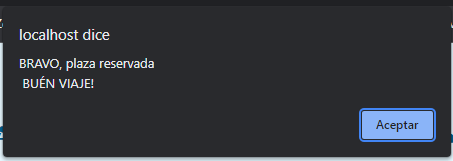 localhost dice
BRAVO, plaza reservada
BUÉN VIAJE!
Aceptar